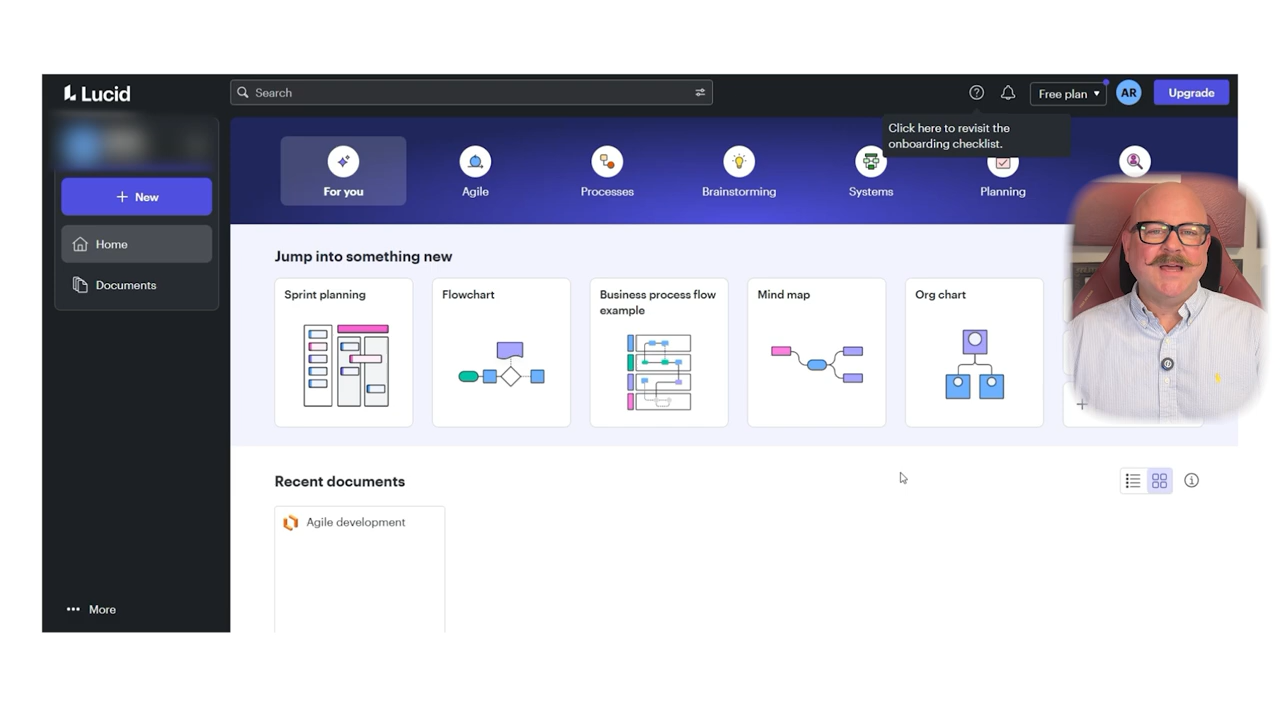 Lucid
Search
Free plan
AR
Upgrade
Click here to revisit the
onboarding checklist.
New
Home
Documents
More
For you
Agile
Processes
Brainstorming
Systems
Planning
Jump into something new
Sprint planning
Flowchart
Business process flow
example
Mind map
Org chart
Recent documents
Agile development